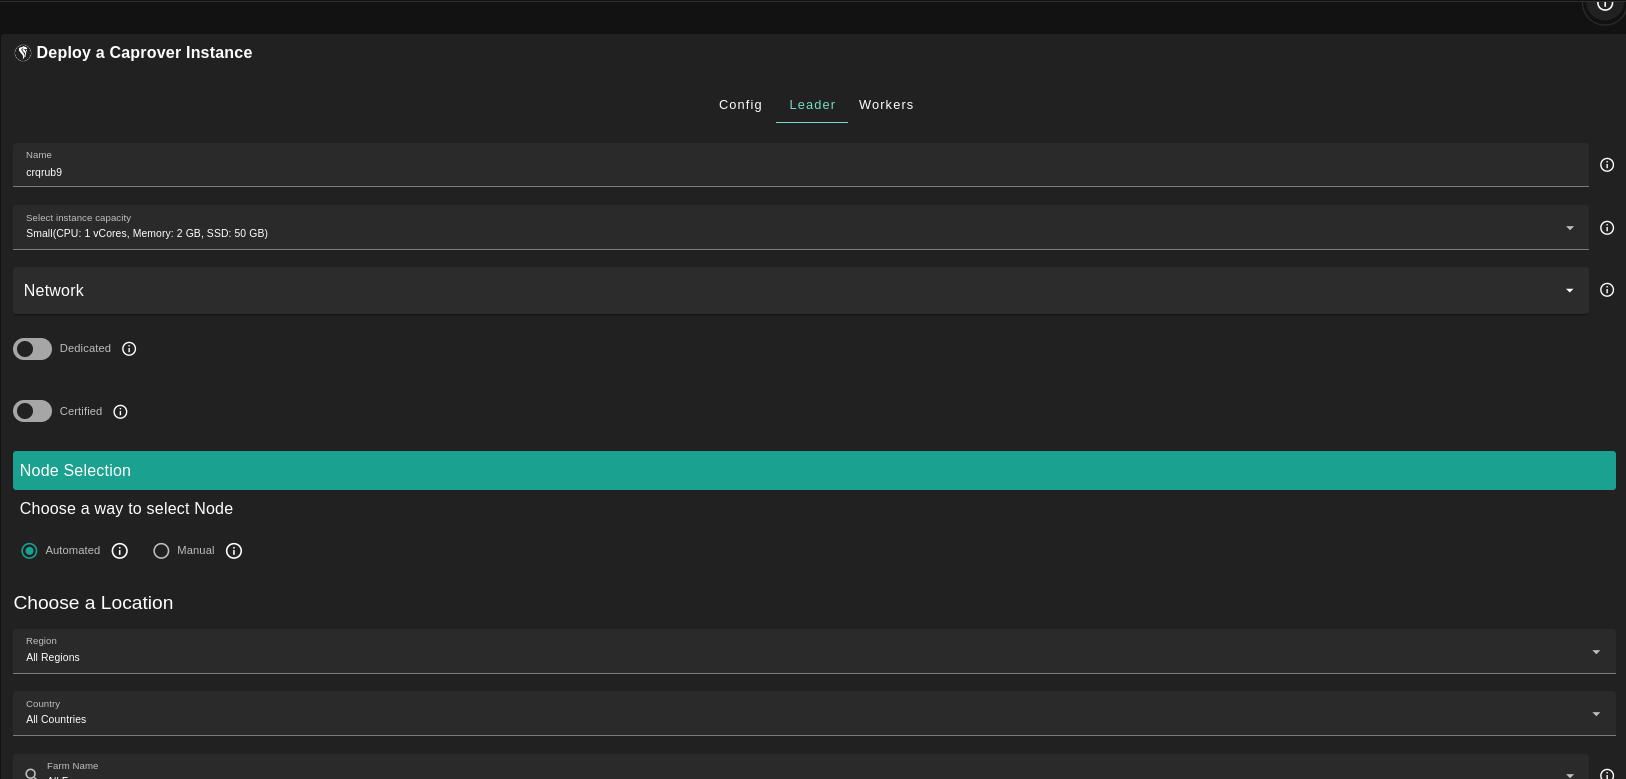 Deploy a Caprover Instance
Config Leader Workers
Name
crqrub9
Select instance capacity
Small(CPU: 1 vCores, Memory: 2 GB, SSD: 50 GB)
Network
Dedicated
Certified
Node Selection
Choose a way to select Node
Automated Manual
Choose a Location
Region
All Regions
Country
All Countries
Farm Name